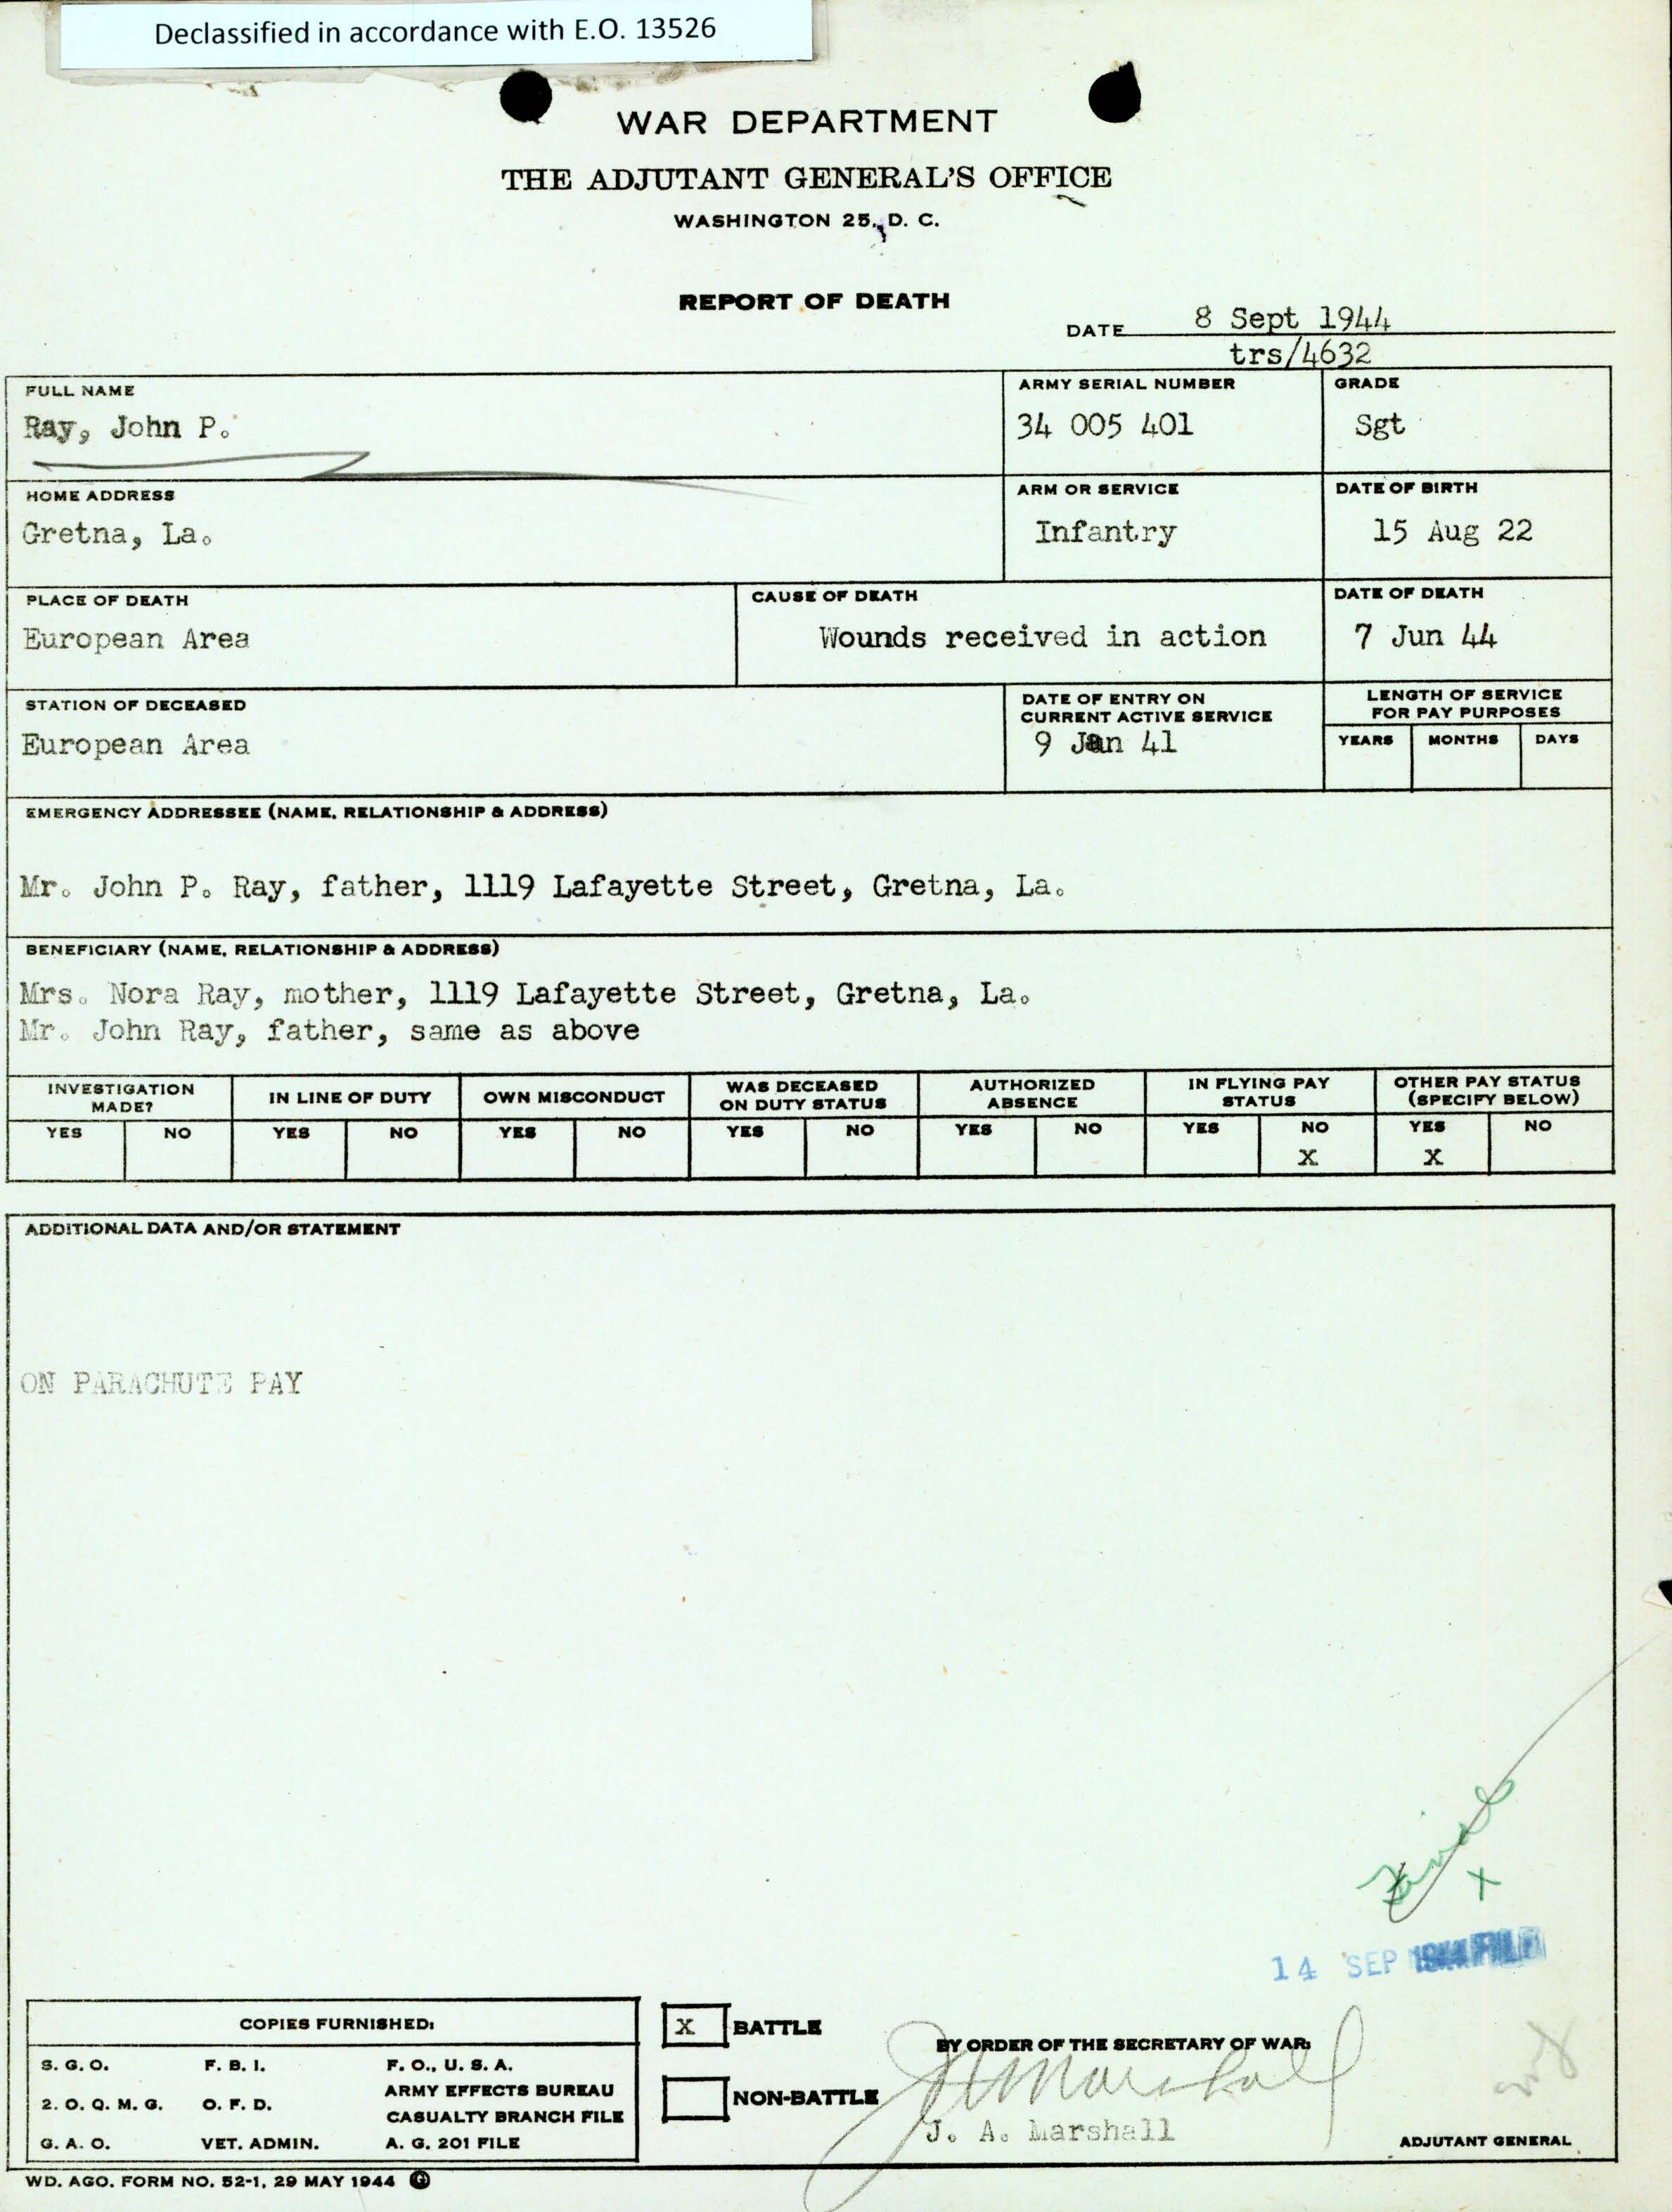 Declassified in accordance with E.O. 13526
WAR DEPARTMENT
THE ADJUTANT GENERAL'S OFFICE
WASHINGTON 25, D. C.
REPORT OF DEATH
DATE 8 Sept 1944
trs/4632
FULL NAME
Ray, John P.
ARMY SERIAL NUMBER
34 005 401
GRADE
Sgt
HOME ADDRESS
Gretna, La.
ARM OR SERVICE
Infantry
DATE OF BIRTH
15 Aug 22
PLACE OF DEATH
European Area
CAUSE OF DEATH
Wounds received in action
DATE OF DEATH
7 Jun 44
STATION OF DECEASED
European Area
DATE OF ENTRY ON
CURRENT ACTIVE SERVICE
9 Jan 41
LENGTH OF SERVICE
FOR PAY PURPOSES
YEARS MONTHS DAYS
EMERGENCY ADDRESSEE (NAME, RELATIONSHIP & ADDRESS)
Mr. John P. Ray, father, 1119 Lafayette Street, Gretna, La.
BENEFICIARY (NAME, RELATIONSHIP & ADDRESS)
Mrs. Nora Ray, mother, 1119 Lafayette Street, Gretna, La.
Mr. John Ray, father, same as above
INVESTIGATION
MADE?
IN LINE OF DUTY
OWN MISCONDUCT
WAS DECEASED
ON DUTY STATUS
AUTHORIZED
ABSENCE
IN FLYING PAY
STATUS
OTHER PAY STATUS
(SPECIFY BELOW)
YES NO YES NO YES NO YES NO YES NO YES NO YES NO
X X
ADDITIONAL DATA AND/OR STATEMENT
ON PARACHUTE PAY
X
14 SEP 1944 FILE
COPIES FURNISHED:
S. G. O. F. B. I. F. O., U. S. A.
ARMY EFFECTS BUREAU
2. O. Q. M. G. O. F. D.
CASUALTY BRANCH FILE
G. A. O. VET. ADMIN. A. G. 201 FILE
X BATTLE
NON-BATTLE
BY ORDER OF THE SECRETARY OF WAR:
JAMarshall
J. A. Marshall
ADJUTANT GENERAL
WD. AGO. FORM NO. 52-1, 29 MAY 1944 G